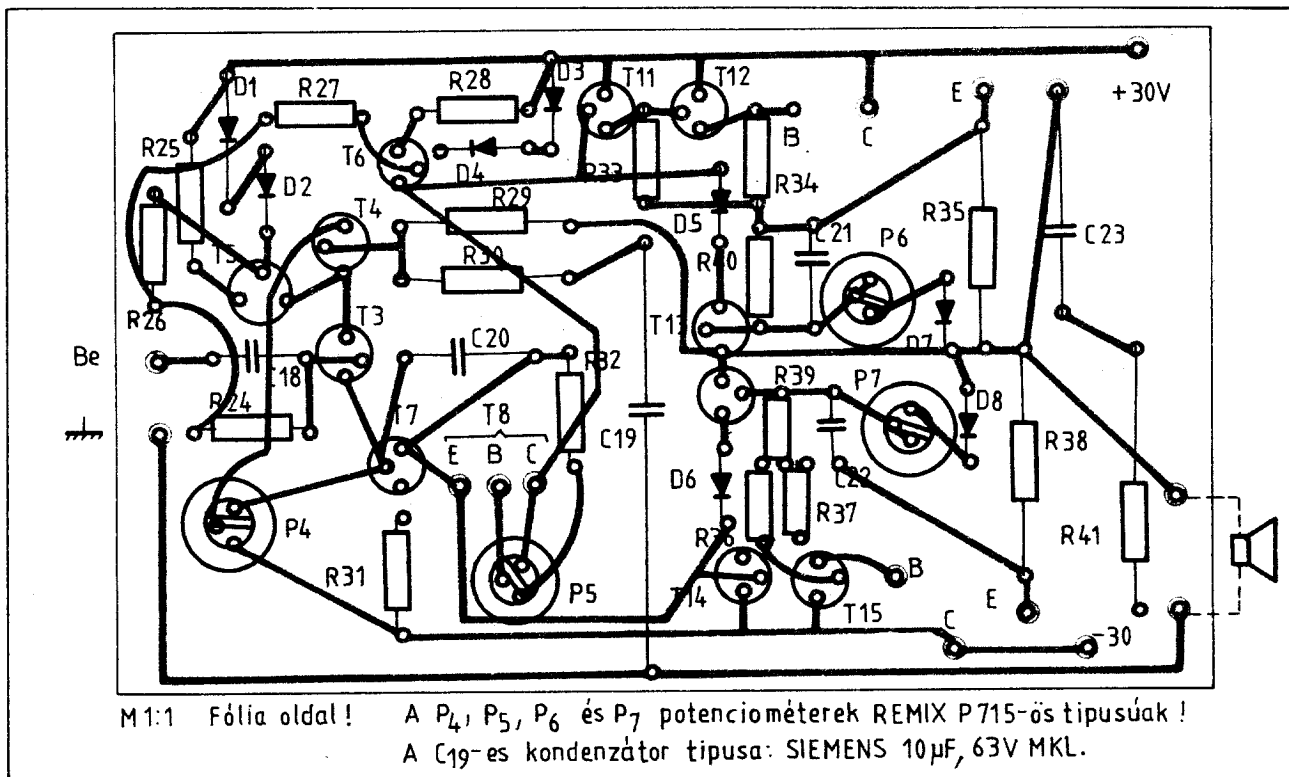 D1
R27
R28
D3
T11
T12
E
+30V
R25
T6
D4
R33
B
C
D2
R29
D5
R34
T4
R35
C21
P6
C23
R30
R40
T5
R26
T3
T13
Be
C18
C20
R32
D7
R39
P7
D8
R24
T7
T8
C19
R38
E B C
D6
C22
P4
R37
R36
R41
R31
P5
T14
T15
B
E
C
-30
M 1:1 Fólia oldal! A P4, P5, P6 és P7 potenciométerek REMIX P715-ös tipusúak!
A C19-es kondenzátor tipusa: SIEMENS 10µF, 63V MKL.